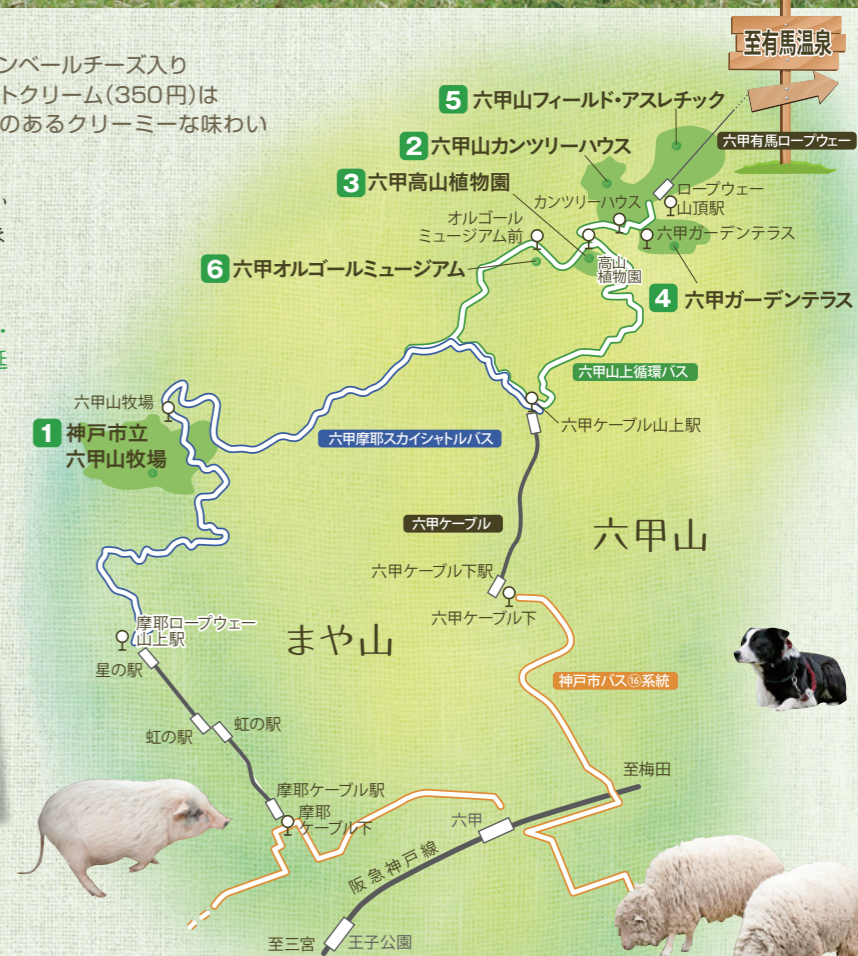 ンベールチーズ入り
トクリーム(350円)は
のあるクリーミーな味わい
至有馬温泉
5 六甲山フィールド・アスレチック
2 六甲山カンツリーハウス
六甲有馬ロープウェー
3 六甲高山植物園
カンツリーハウス
ロープウェー
山頂駅
オルゴール
ミュージアム前
六甲ガーデンテラス
6 六甲オルゴールミュージアム
高山
植物園
4 六甲ガーデンテラス
六甲山上循環バス
六甲山牧場
1 神戸市立
六甲山牧場
六甲摩耶スカイシャトルバス
六甲ケーブル山上駅
六甲ケーブル
六甲山
六甲ケーブル下駅
六甲ケーブル下
摩耶ロープウェー
山上駅
まや山
星の駅
神戸市バス⑯系統
虹の駅
虹の駅
至梅田
摩耶ケーブル駅
摩耶
ケーブル下
六甲
阪急神戸線
至三宮
王子公園